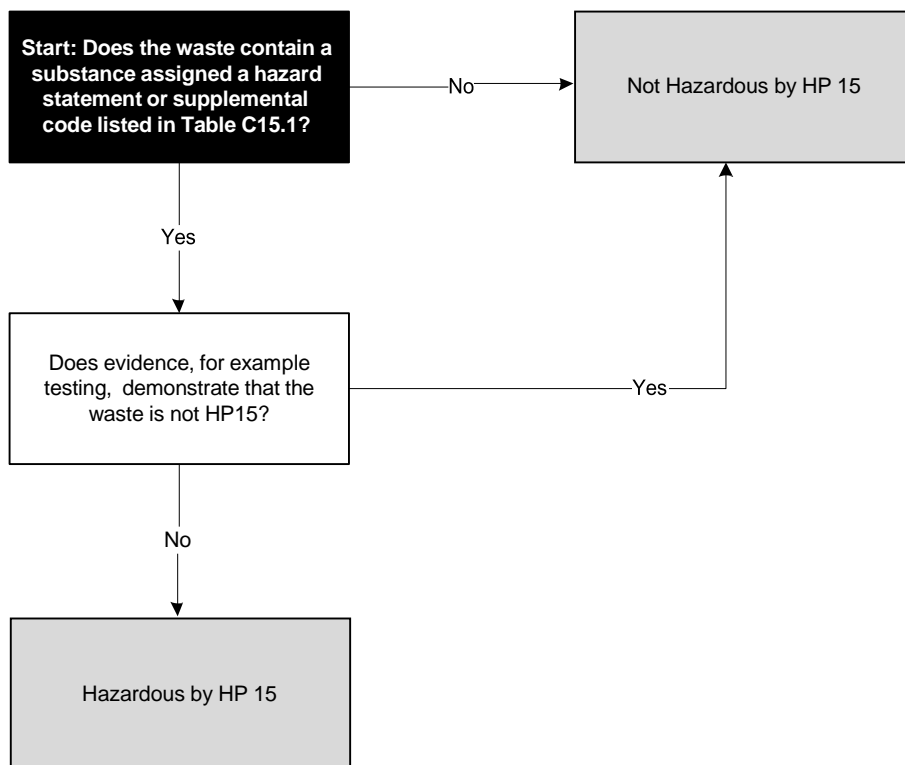 Start: Does the waste contain a
substance assigned a hazard
statement or supplemental
code listed in Table C15.1?
No
Not Hazardous by HP 15
Yes
Does evidence, for example
testing, demonstrate that the
waste is not HP15?
Yes
No
Hazardous by HP 15